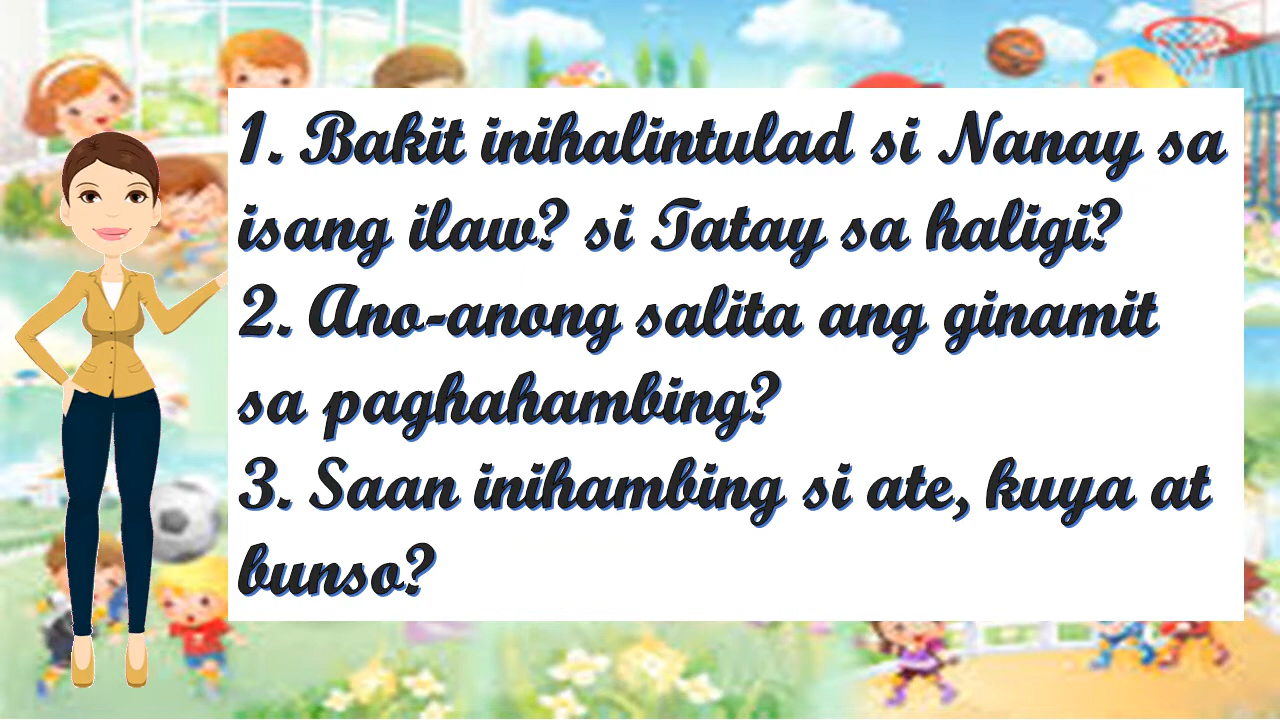 1. Bakit inihalintulad si Nanay sa
isang ilaw? si Tatay sa haligi?
2. Ano-anong salita ang ginamit
sa paghahambing?
3. Saan inihambing si ate, kuya at
bunso?